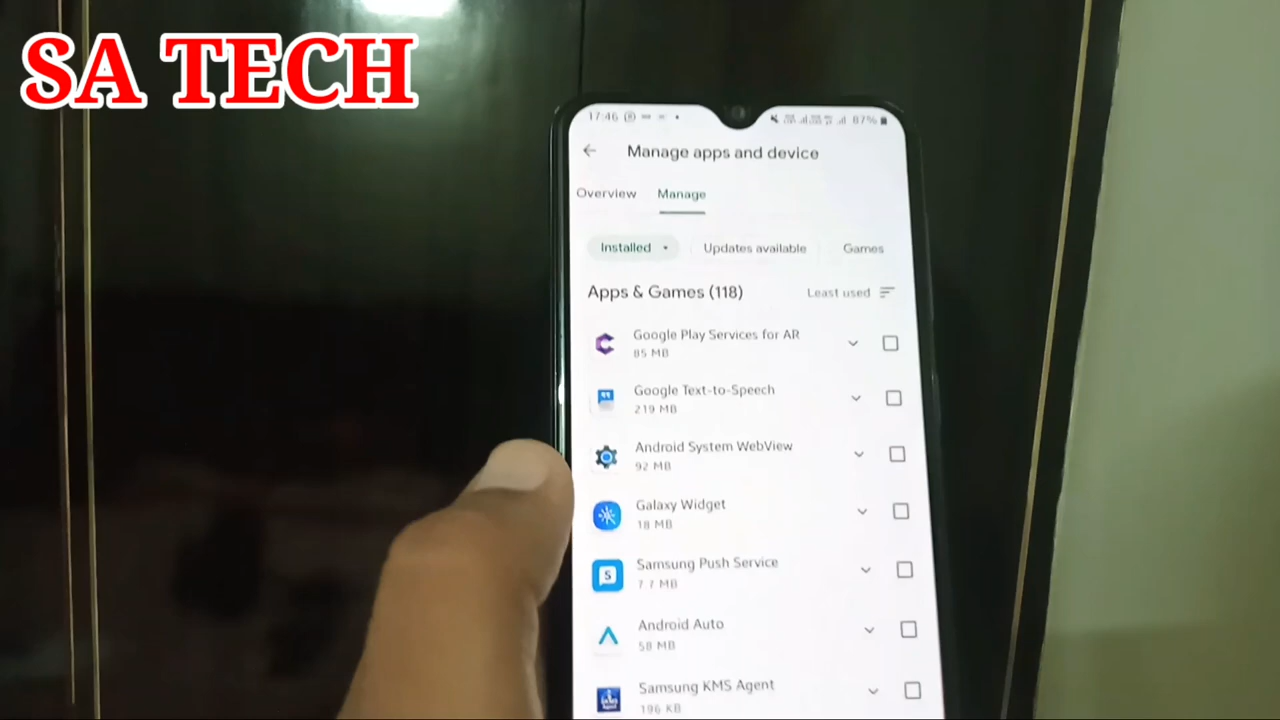 SA TECH
17:46
87%
Manage apps and device
Overview Manage
Installed Updates available Games
Apps & Games (118) Least used
Google Play Services for AR
85 MB
Google Text-to-Speech
219 MB
Android System WebView
92 MB
Galaxy Widget
18 MB
S
Samsung Push Service
7.7 MB
Android Auto
58 MB
Samsung KMS Agent
196 KB